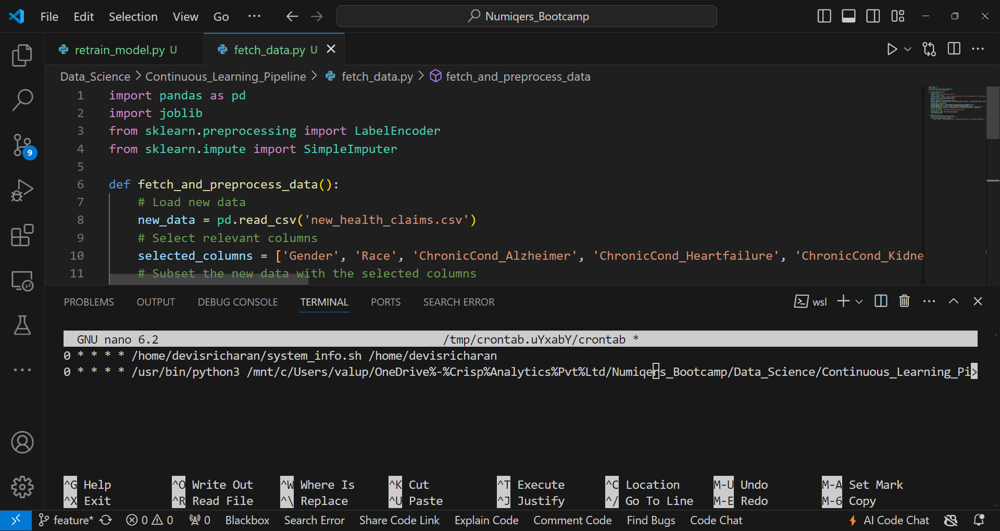 File Edit Selection View Go ··· Numiqers_Bootcamp
retrain_model.py U fetch_data.py U
Data_Science > Continuous_Learning_Pipeline > fetch_data.py > fetch_and_preprocess_data
1 import pandas as pd
2 import joblib
3 from sklearn.preprocessing import LabelEncoder
4 from sklearn.impute import SimpleImputer
5
6 def fetch_and_preprocess_data():
7 # Load new data
8 new_data = pd.read_csv('new_health_claims.csv')
9 # Select relevant columns
10 selected_columns = ['Gender', 'Race', 'ChronicCond_Alzheimer', 'ChronicCond_Heartfailure', 'ChronicCond_Kidne
11 # Subset the new data with the selected columns
9
PROBLEMS OUTPUT DEBUG CONSOLE TERMINAL PORTS SEARCH ERROR wsl
GNU nano 6.2 /tmp/crontab.uYxabY/crontab *
0 * * * * /home/devisricharan/system_info.sh /home/devisricharan
0 * * * * /usr/bin/python3 /mnt/c/Users/valup/OneDrive%-%Crisp%Analytics%Pvt%Ltd/Numiqers_Bootcamp/Data_Science/Continuous_Learning_Pi>
^G Help ^O Write Out ^W Where Is ^K Cut ^T Execute ^C Location M-U Undo M-A Set Mark
^X Exit ^R Read File ^\ Replace ^U Paste ^J Justify ^/ Go To Line M-E Redo M-6 Copy
feature* 0 0 0 Blackbox Search Error Share Code Link Explain Code Comment Code Find Bugs Code Chat AI Code Chat